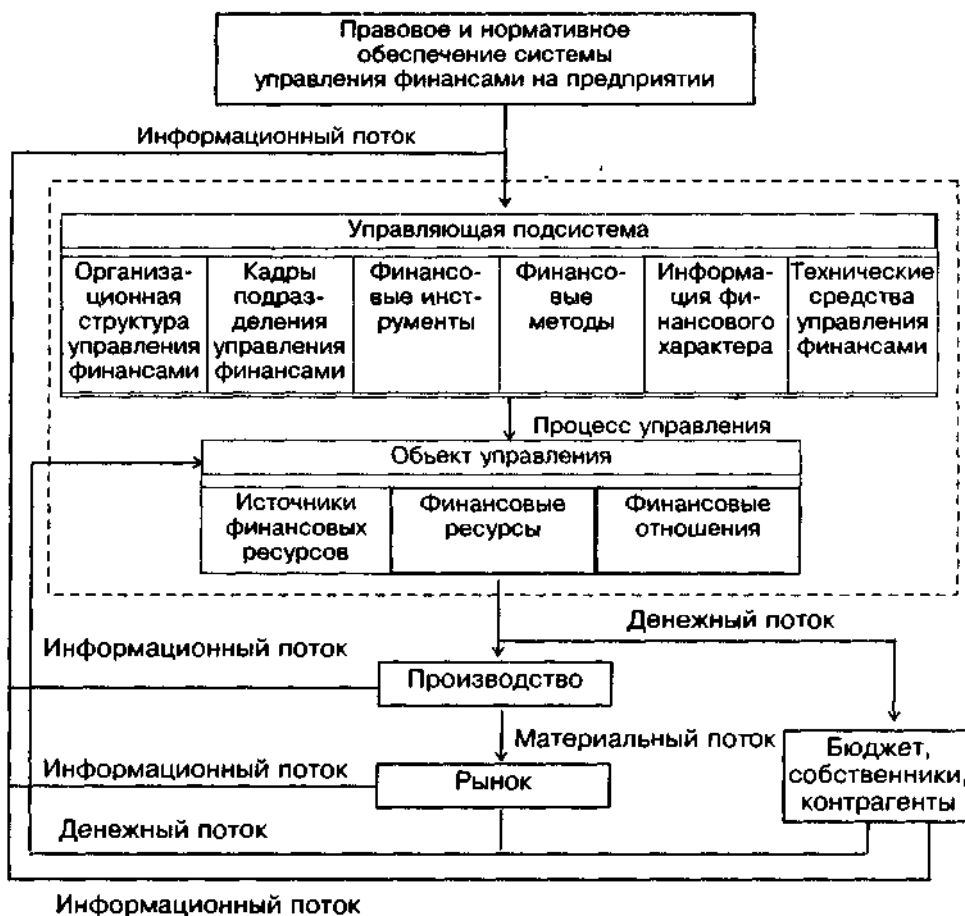 Правовое и нормативное
обеспечение системы
управления финансами на предприятии
Информационный поток
Управляющая подсистема
Организа-
ционная
структура
управления
финансами
Кадры
подраз-
деления
управления
финансами
Финансо-
вые инст-
рументы
Финансо-
вые
методы
Информа-
ция фи-
нансового
характера
Технические
средства
управления
финансами
Процесс управления
Обьект управления
Источники
финансовых
ресурсов
Финансовые
ресурсы
Финансовые
отношения
Денежный поток
Информационный поток
Производство
Материальный поток
Бюджет,
собственники,
контрагенты
Информационный поток
Рынок
Денежный поток
Информационный поток